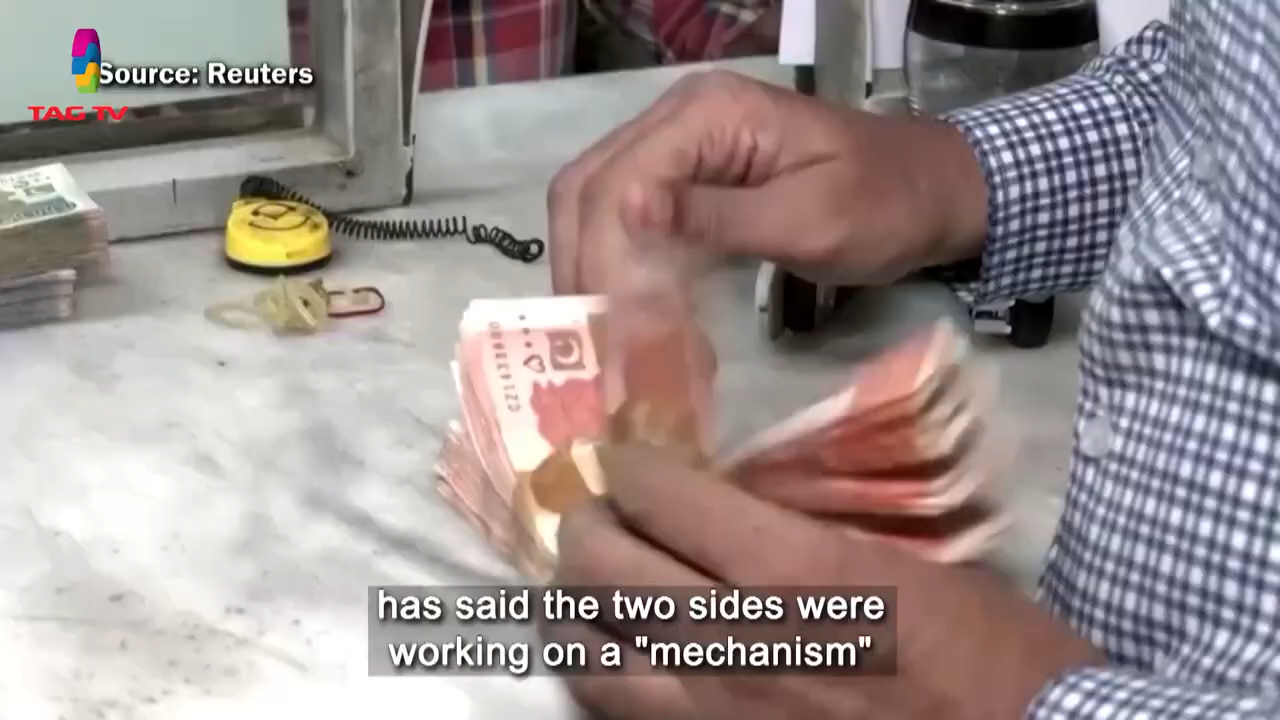 Source: Reuters
TAG TV
has said the two sides were
working on a "mechanism"